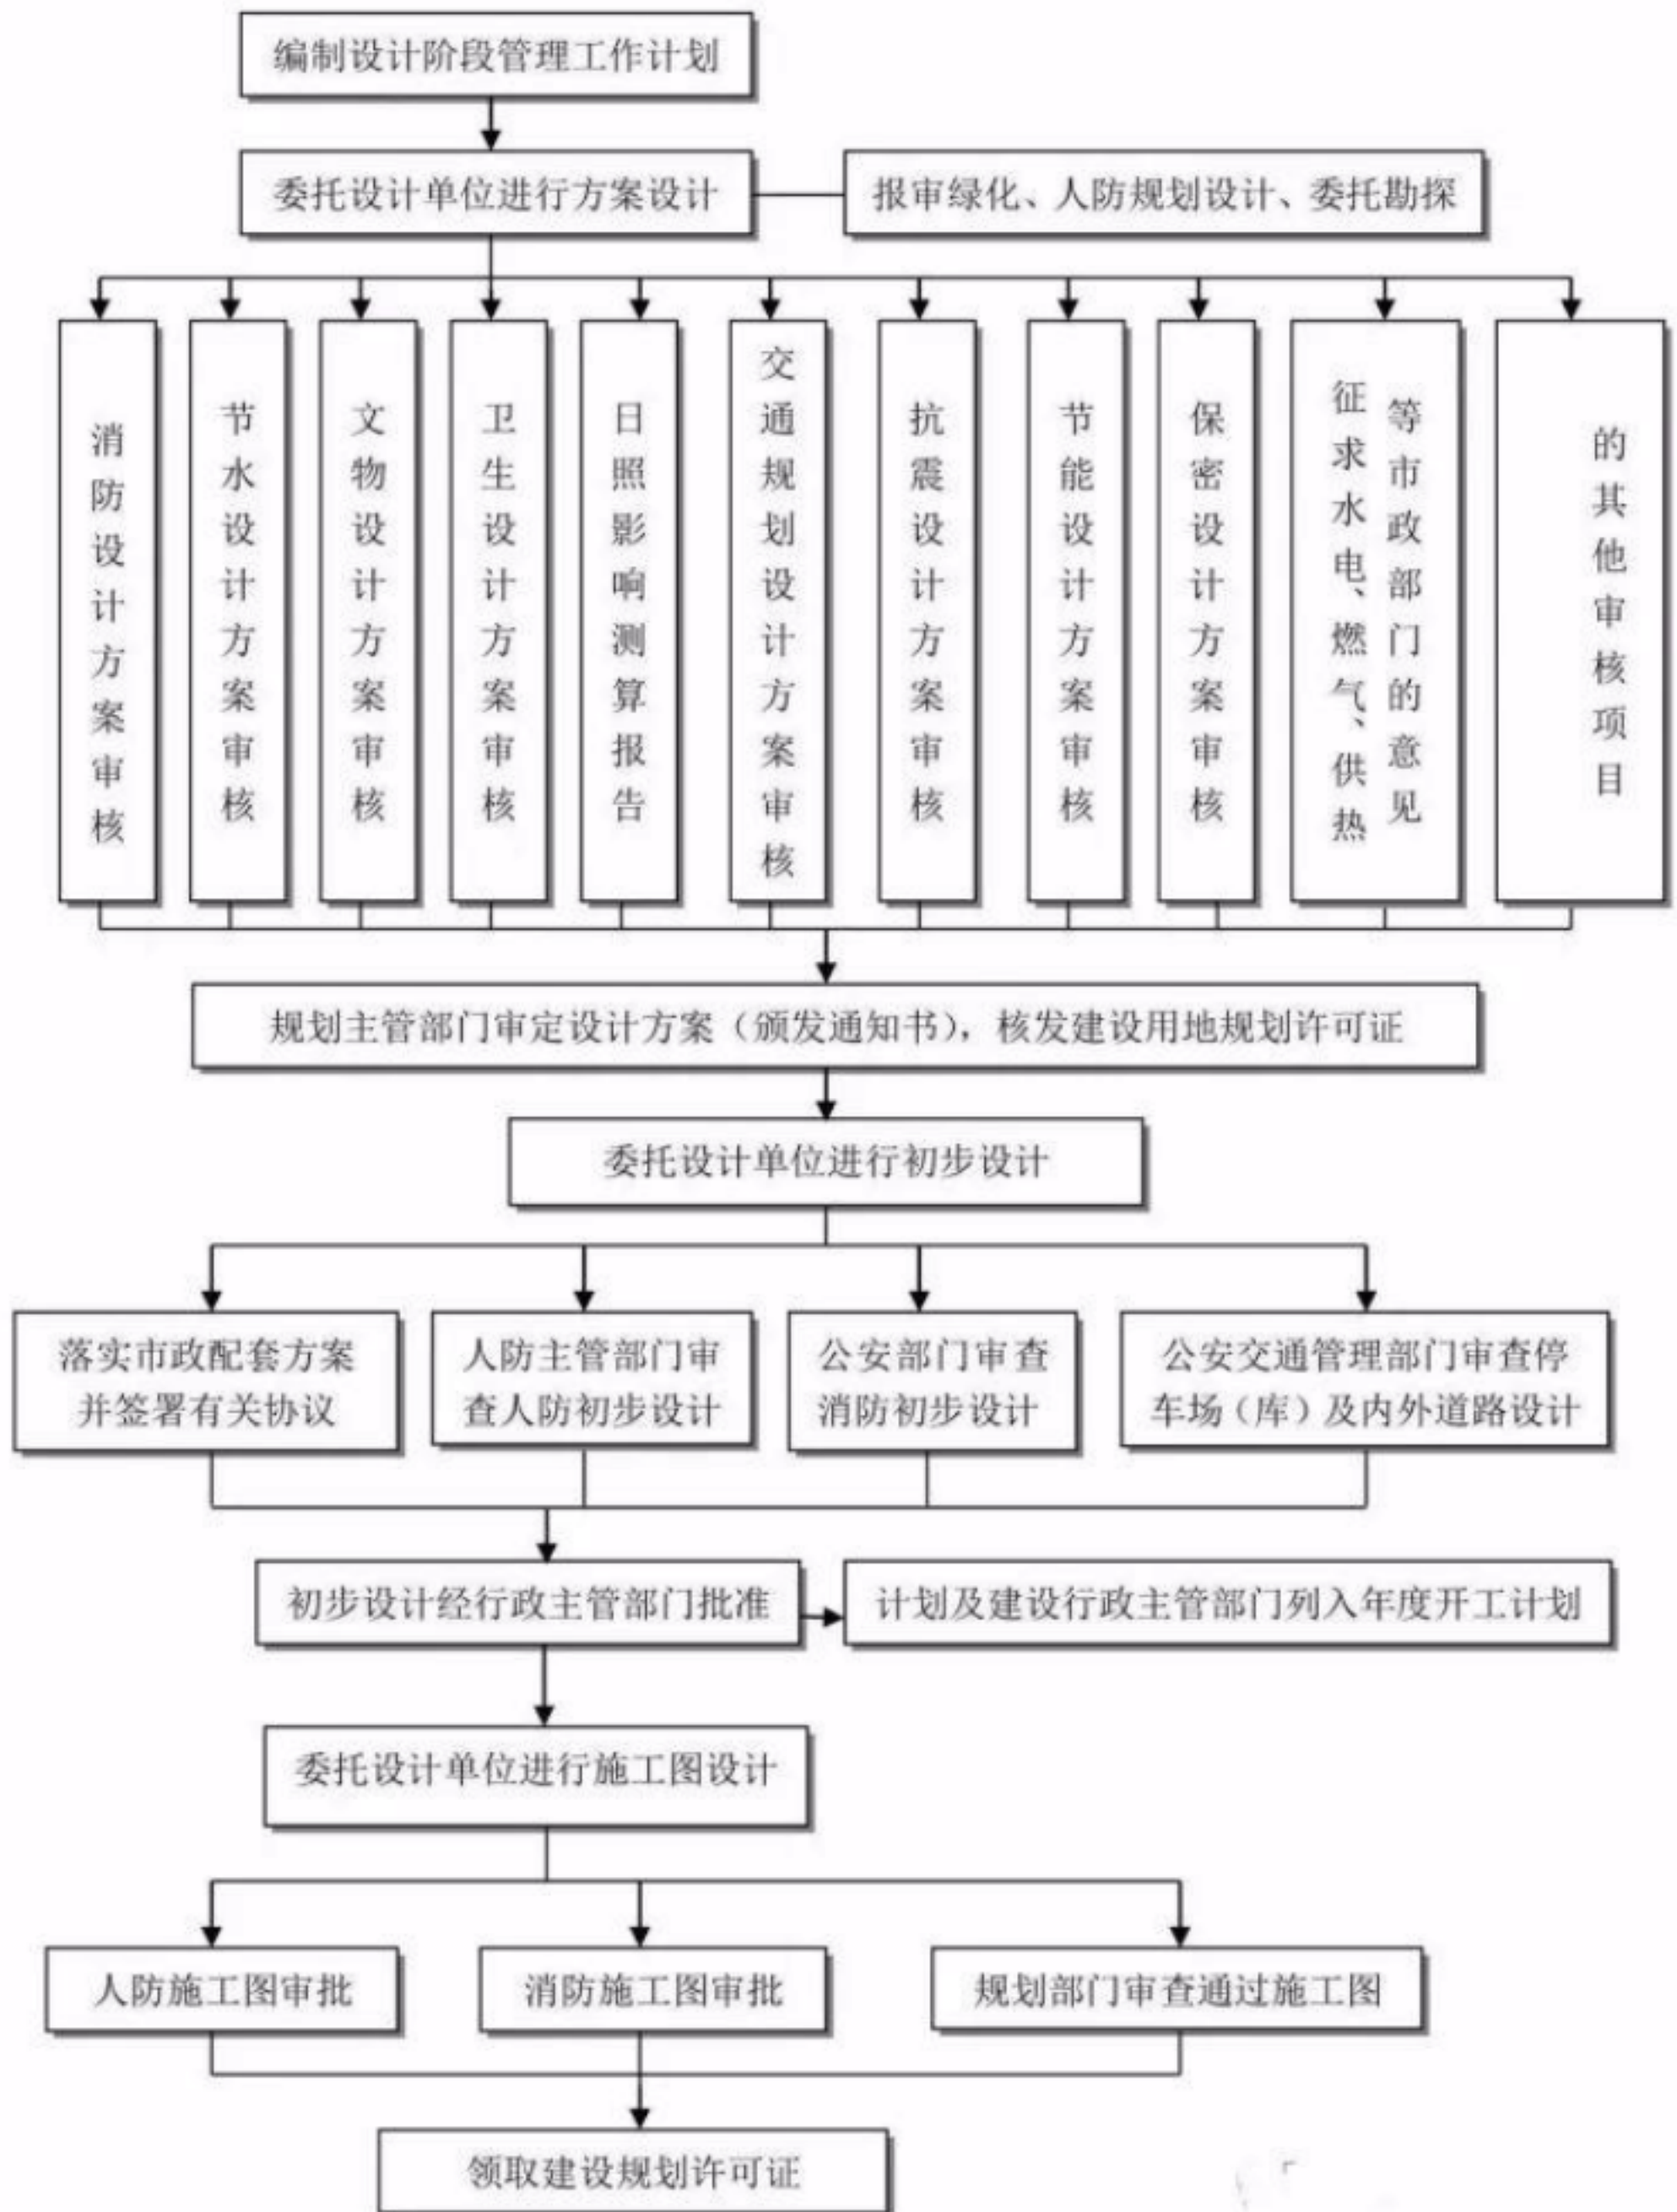 编制设计阶段管理工作计划
委托设计单位进行方案设计
报审绿化、人防规划设计、委托勘探
消防设计方案审核
节水设计方案审核
文物设计方案审核
卫生设计方案审核
日照影响测算报告
交通规划设计方案审核
抗震设计方案审核
节能设计方案审核
保密设计方案审核
征求水电、燃气、供热
等市政部门的意见
的其他审核项目
规划主管部门审定设计方案（颁发通知书），核发建设用地规划许可证
委托设计单位进行初步设计
落实市政配套方案
并签署有关协议
人防主管部门审
查人防初步设计
公安部门审查
消防初步设计
公安交通管理部门审查停
车场（库）及内外道路设计
初步设计经行政主管部门批准
计划及建设行政主管部门列入年度开工计划
委托设计单位进行施工图设计
人防施工图审批
消防施工图审批
规划部门审查通过施工图
领取建设规划许可证